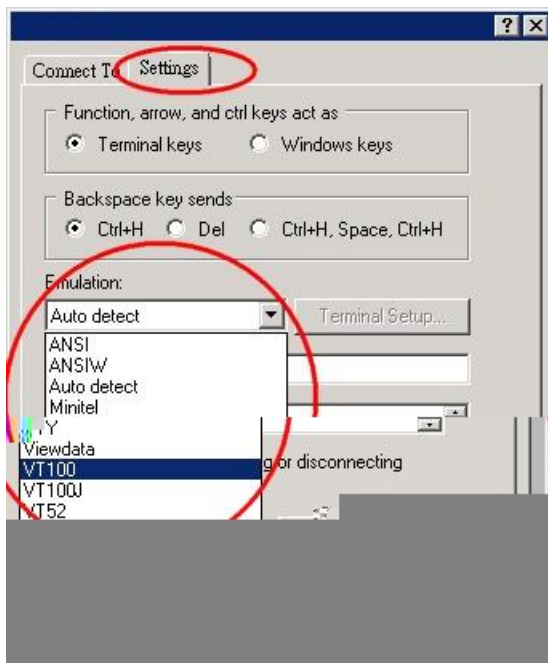 ? X
Connect To Settings
Function, arrow, and ctrl keys act as
Terminal keys Windows keys
Backspace key sends
Ctrl+H Del Ctrl+H, Space, Ctrl+H
Emulation:
Auto detect Terminal Setup...
ANSI
ANSIW
Auto detect
Minitel
Viewdata
VT100 or disconnecting
VT100J
VT52